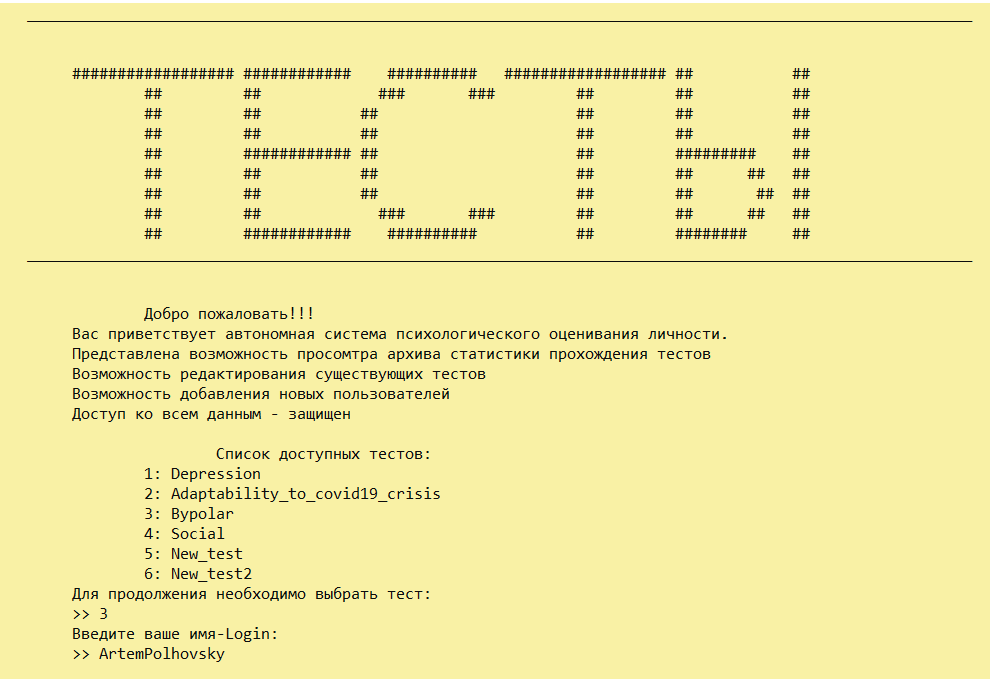 ТЕСТЫ
Добро пожаловать!!!
Вас приветствует автономная система психологического оценивания личности.
Представлена возможность просомтра архива статистики прохождения тестов
Возможность редактирования существующих тестов
Возможность добавления новых пользователей
Доступ ко всем данным - защищен
Список доступных тестов:
1: Depression
2: Adaptability_to_covid19_crisis
3: Bypolar
4: Social
5: New_test
6: New_test2
Для продолжения необходимо выбрать тест:
>> 3
Введите ваше имя-Login:
>> ArtemPolhovsky